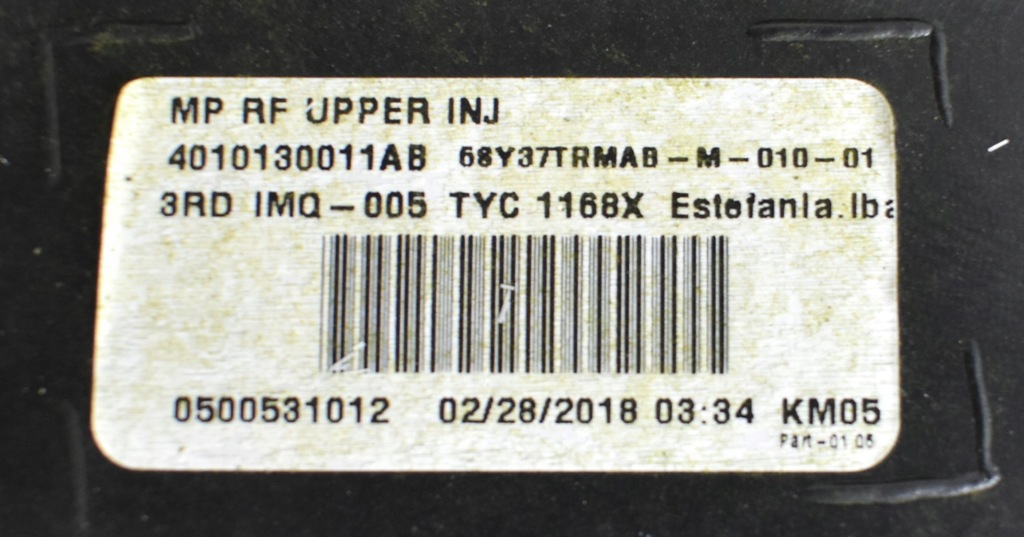 MP RF UPPER INJ
4010130011AB 68Y37TRMAB-M-010-01
3RD IMQ-005 TYC 1168X Estefania.Iba
0500531012 02/28/2018 03:34 KM05
Part-01 05